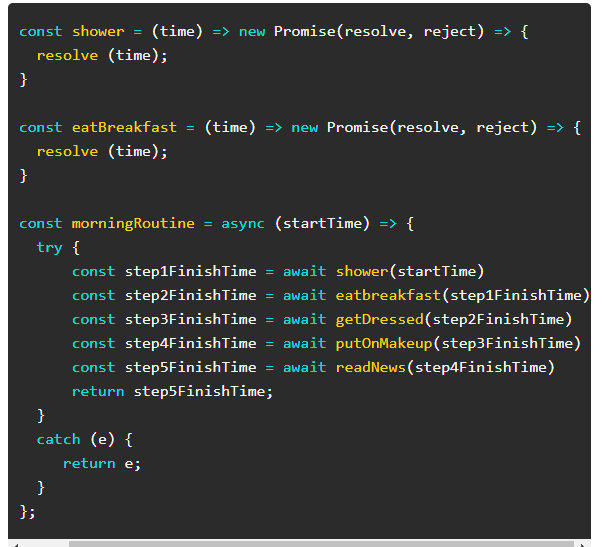 const shower = (time) => new Promise(resolve, reject) => {
  resolve (time);
}

const eatBreakfast = (time) => new Promise(resolve, reject) => {
  resolve (time);
}

const morningRoutine = async (startTime) => {
  try {
      const step1FinishTime = await shower(startTime)
      const step2FinishTime = await eatbreakfast(step1FinishTime)
      const step3FinishTime = await getDressed(step2FinishTime)
      const step4FinishTime = await putOnMakeup(step3FinishTime)
      const step5FinishTime = await readNews(step4FinishTime)
      return step5FinishTime;
  }
  catch (e) {
     return e;
  }
};